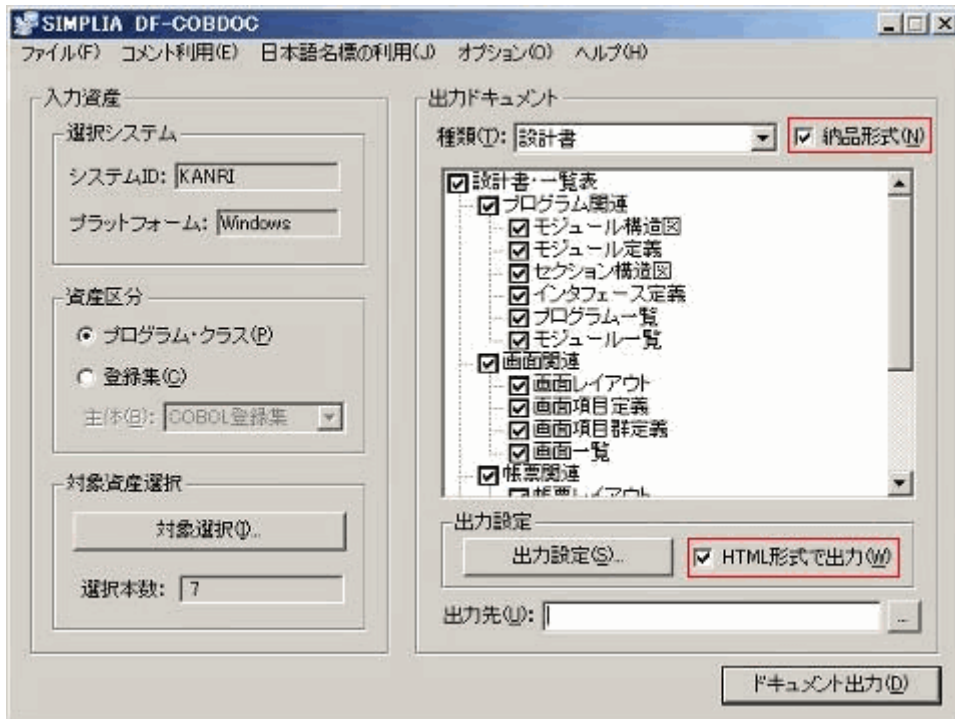 SIMPLIA DF-COBDOC
ファイル(F) コメント利用(E) 日本語名標の利用(J) オプション(O) ヘルプ(H)
入力資産
選択システム
システムID: KANRI
プラットフォーム: Windows
資産区分
プログラム・クラス(P)
登録集(C)
主体(B): COBOL登録集
対象資産選択
対象選択(I)...
選択本数: 7
出力ドキュメント
種類(T): 設計書
納品形式(N)
設計書・一覧表
プログラム関連
モジュール構造図
モジュール定義
セクション構造図
インタフェース定義
プログラム一覧
モジュール一覧
画面関連
画面レイアウト
画面項目定義
画面項目群定義
画面一覧
帳票関連
帳票レイアウト
出力設定
出力設定(S)...
HTML形式で出力(W)
出力先(U):
...
ドキュメント出力(D)